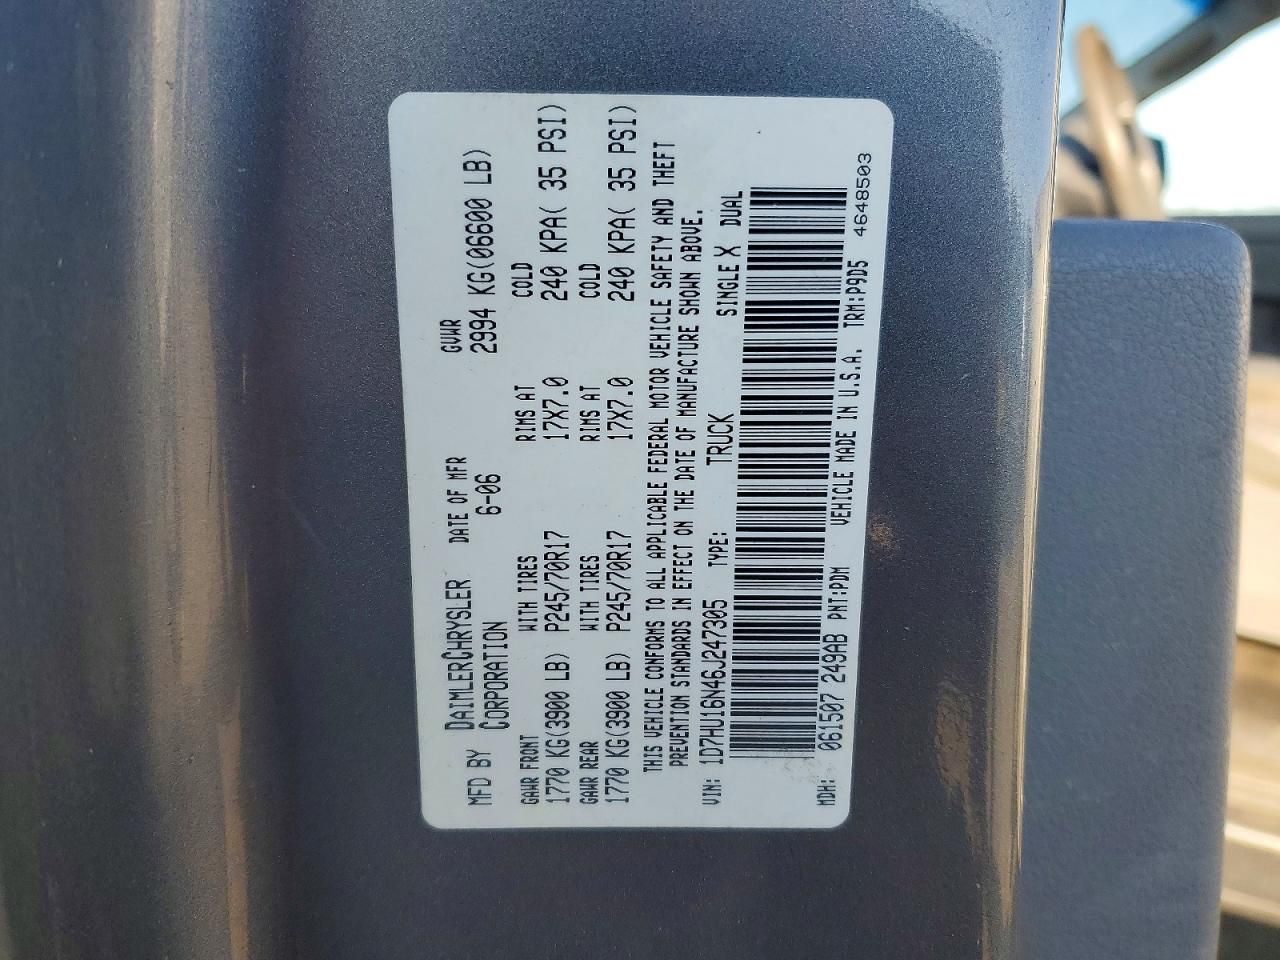 MFD BY DAIMLERCHRYSLER CORPORATION DATE OF MFR 6-06 GVWR 2994 KG(06600 LB)
GAWR FRONT WITH TIRES RIMS AT COLD
1770 KG(3900 LB) P245/70R17 17X7.0 240 KPA( 35 PSI)
GAWR REAR WITH TIRES RIMS AT COLD
1770 KG(3900 LB) P245/70R17 17X7.0 240 KPA( 35 PSI)
THIS VEHICLE CONFORMS TO ALL APPLICABLE FEDERAL MOTOR VEHICLE SAFETY AND THEFT
PREVENTION STANDARDS IN EFFECT ON THE DATE OF MANUFACTURE SHOWN ABOVE.
VIN: 1D7HU16N46J247305 TYPE: TRUCK SINGLE X DUAL
MDH: 061507 249AB PNT:PDM VEHICLE MADE IN U.S.A. TRM:P9D5 4648503